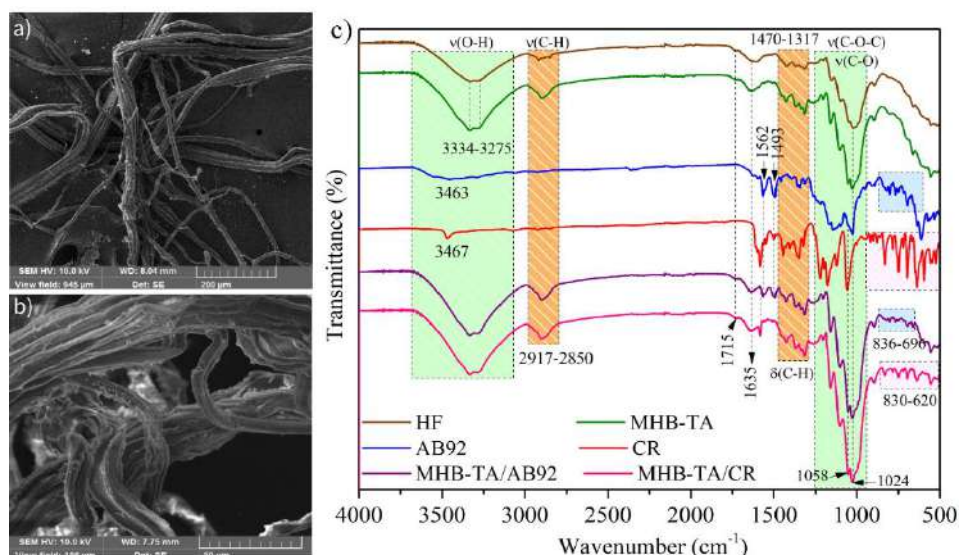 a)
SEM HV: 10.0 kV WD: 8.04 mm
View field: 945 µm Det: SE 200 µm
b)
SEM HV: 10.0 kV WD: 7.75 mm
Det: SE
c)
ν(O-H) ν(C-H) 1470-1317 ν(C-O-C)
ν(C-O)
3334-3275
1562
1493
3463
3467
2917-2850
1715
1635
δ(C-H)
836-696
830-620
HF MHB-TA
AB92 CR
MHB-TA/AB92 MHB-TA/CR
1058
1024
Transmittance (%)
4000 3500 3000 2500 2000 1500 1000 500
Wavenumber (cm⁻¹)